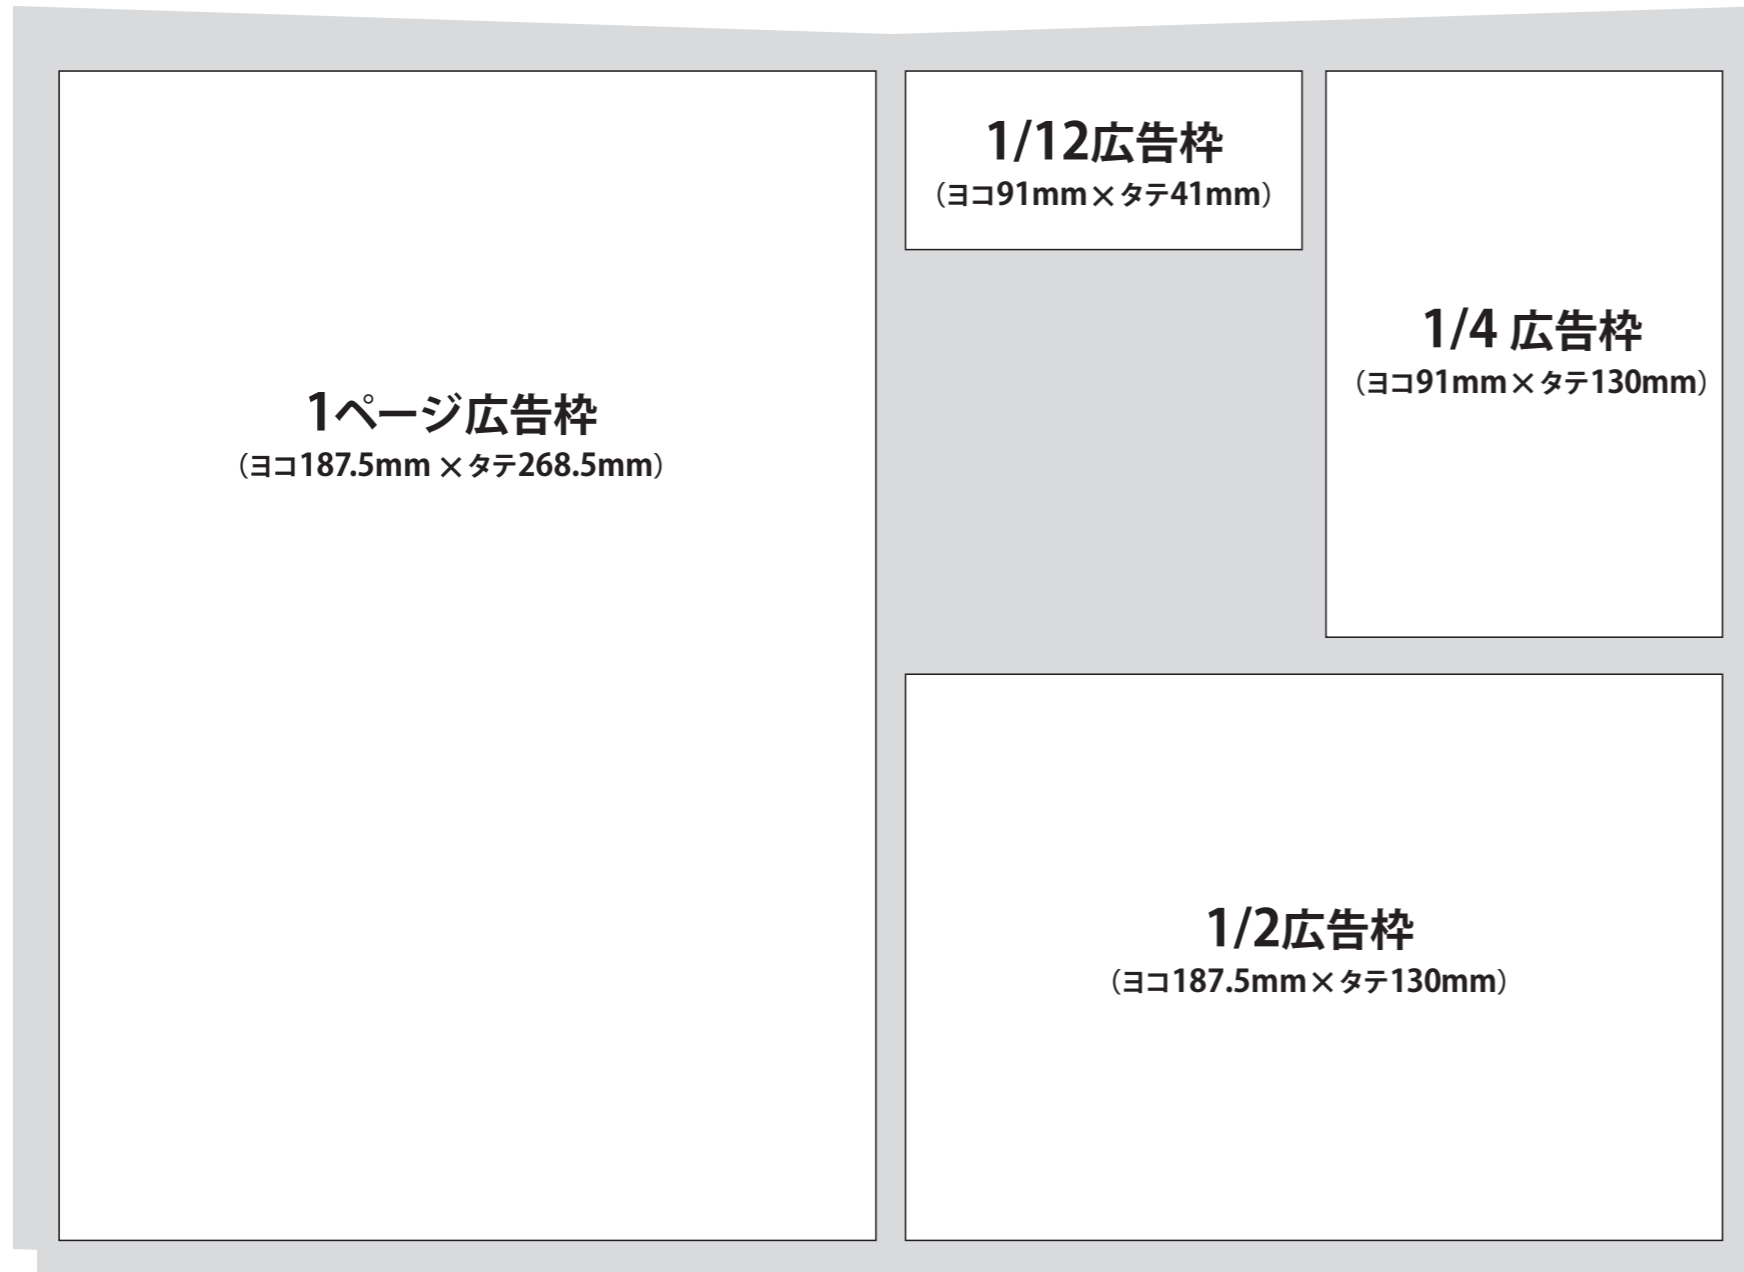 1ページ広告枠
（ヨコ187.5mm×タテ268.5mm）
1/12広告枠
（ヨコ91mm×タテ41mm）
1/4 広告枠
（ヨコ91mm×タテ130mm）
1/2広告枠
（ヨコ187.5mm×タテ130mm）